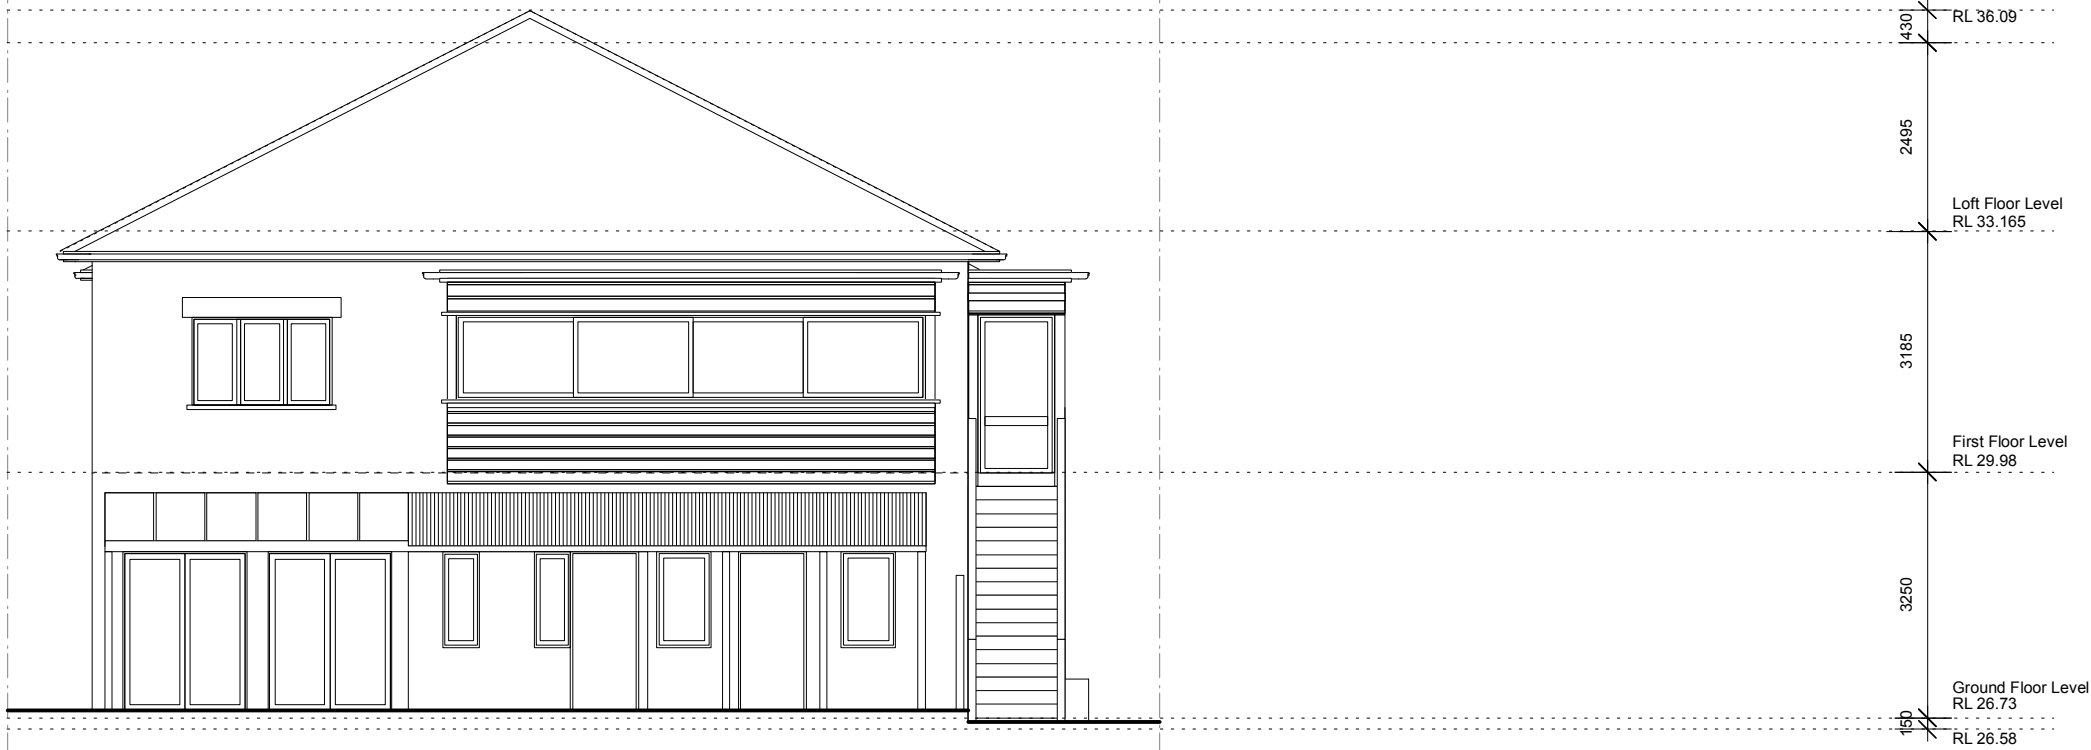 430
RL 36.09
2495
Loft Floor Level
RL 33.165
3185
First Floor Level
RL 29.98
3250
Ground Floor Level
RL 26.73
150
RL 26.58